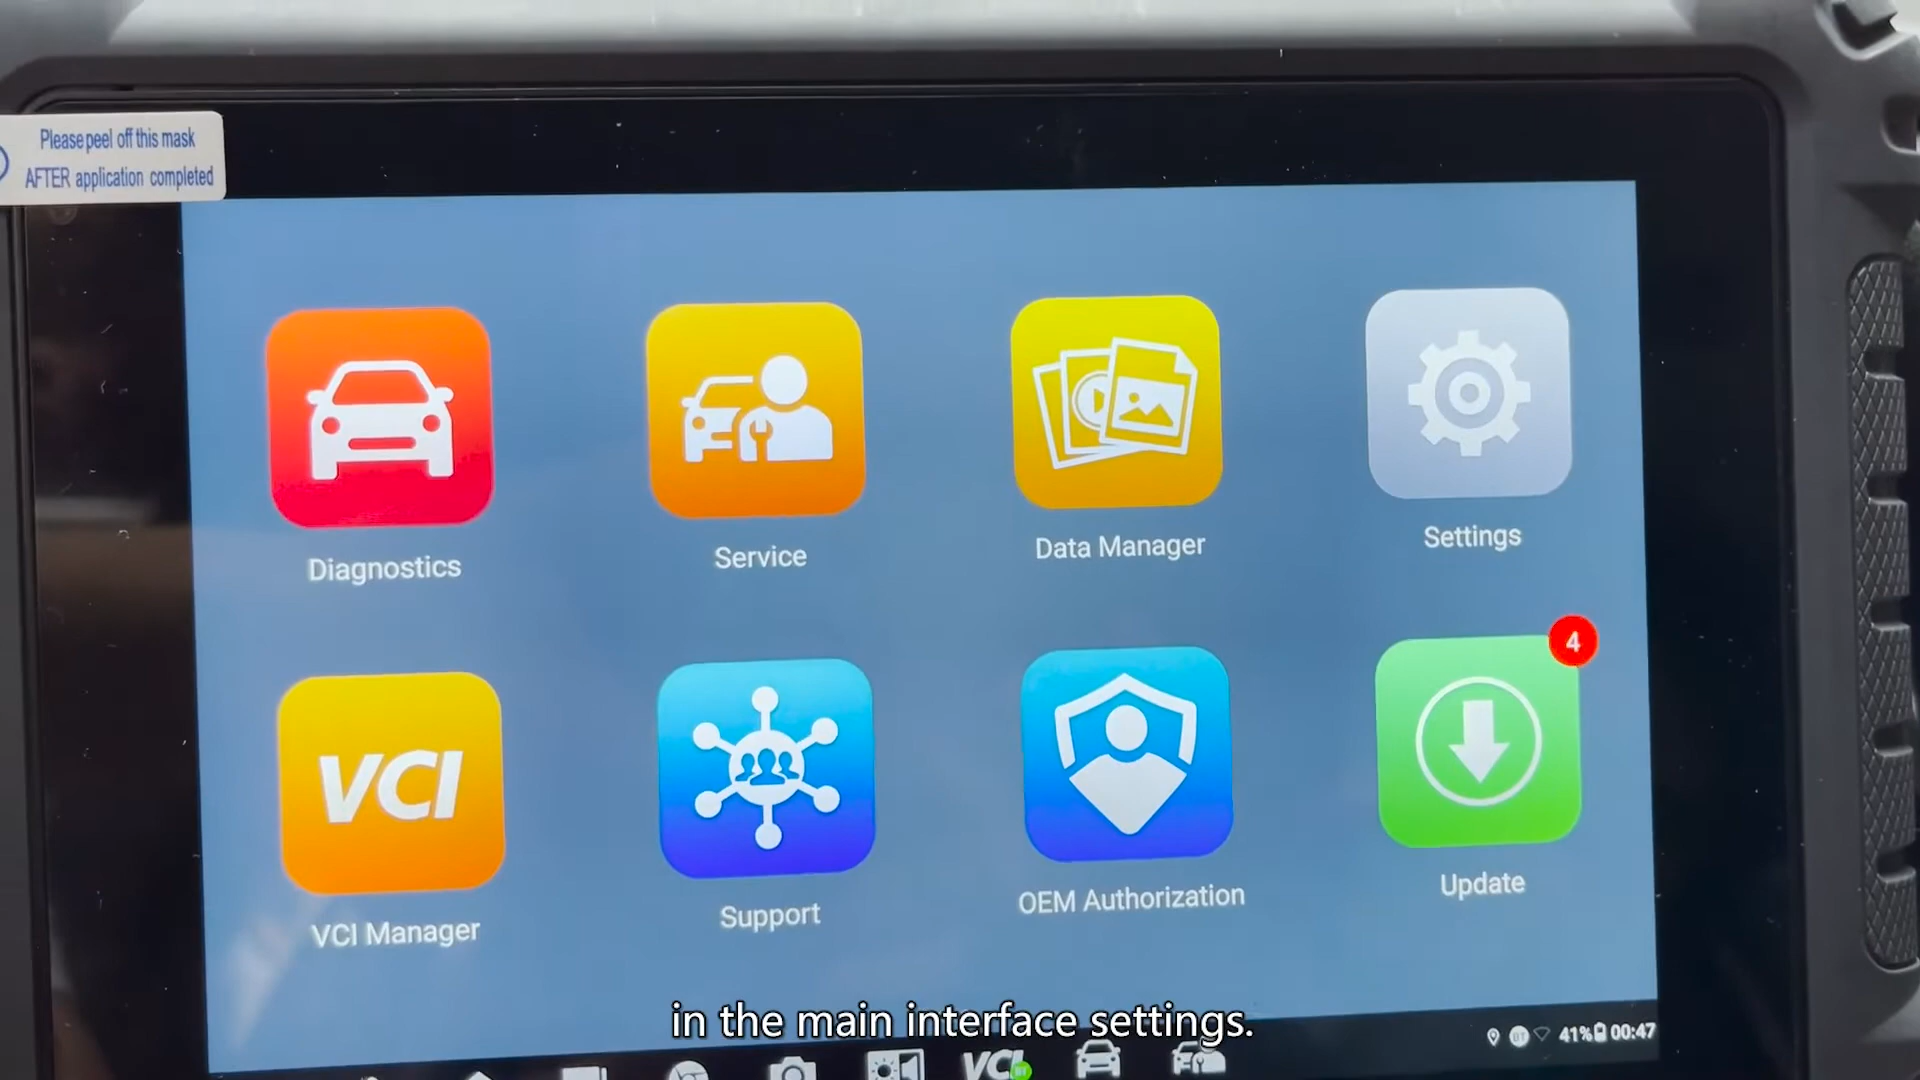 Please peel off this mask
AFTER application completed
Diagnostics
Service
Data Manager
Settings
4
VCI
VCI Manager
Support
OEM Authorization
Update
in the main interface settings.
41% 00:47
VCI